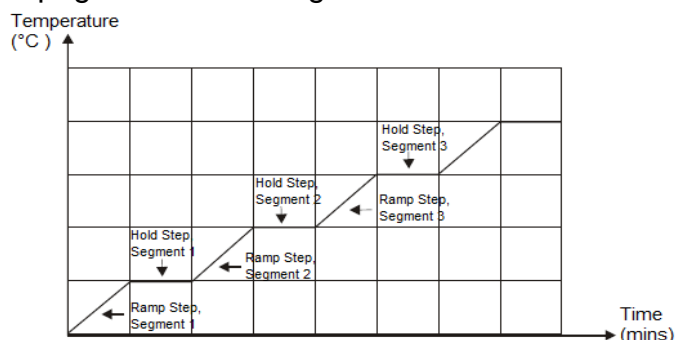 Temperature
(°C )
Hold Step,
Segment 3
Hold Step,
Segment 2
Ramp Step,
Segment 3
Hold Step
Segment 1
Ramp Step,
Segment 2
Ramp Step,
Segment 1
Time
(mins)